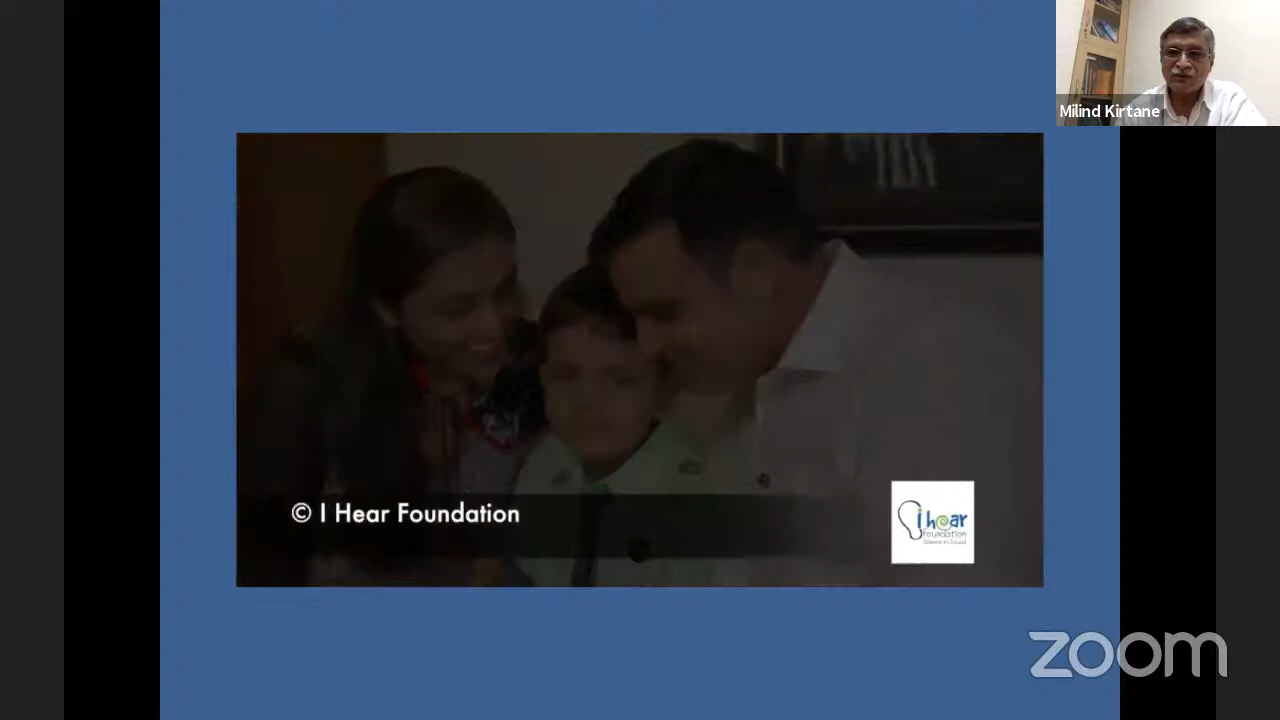 Milind Kirtane
© I Hear Foundation
i hear
foundation
zoom